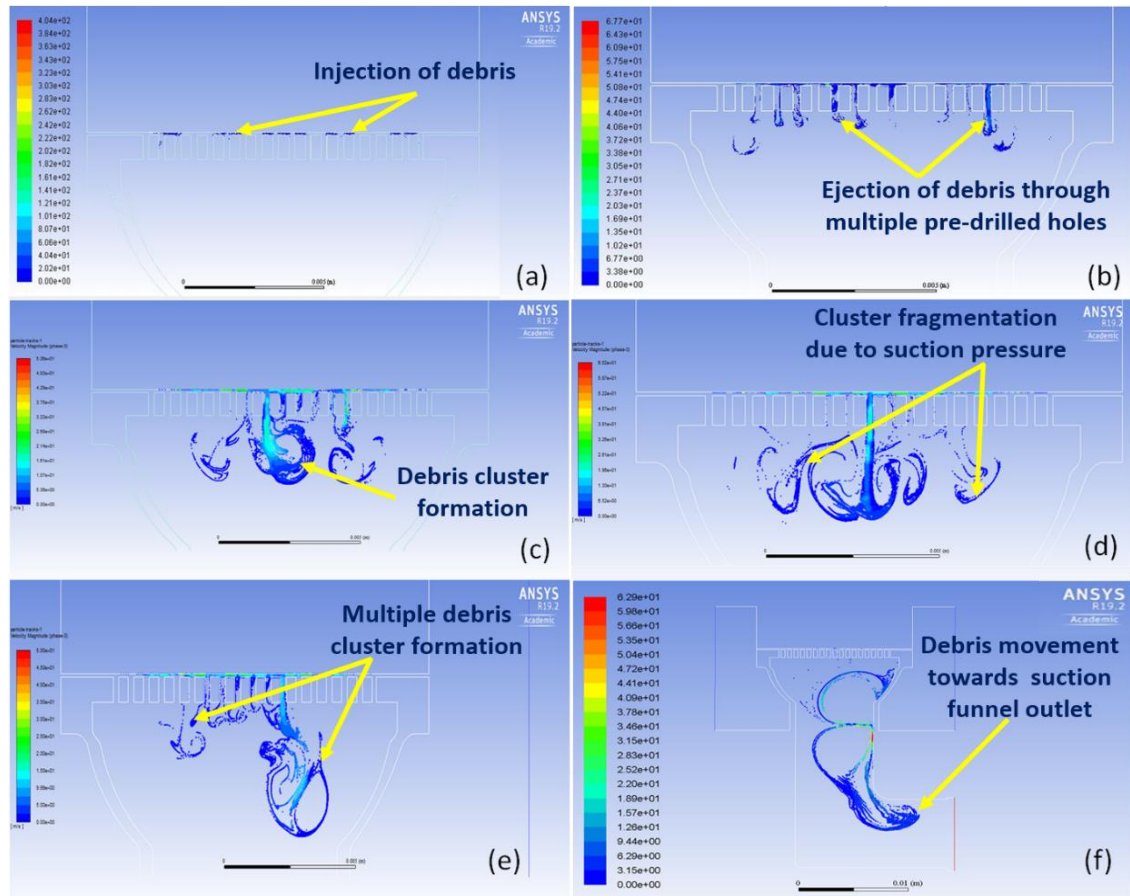 4.04e+02
3.84e+02
3.63e+02
3.43e+02
3.23e+02
3.03e+02
2.83e+02
2.62e+02
2.42e+02
2.22e+02
2.02e+02
1.82e+02
1.61e+02
1.41e+02
1.21e+02
1.01e+02
8.07e+01
6.05e+01
4.04e+01
2.02e+01
0.00e+00
ANSYS
R19.2
Academic
Injection of debris
0 0.005 (m)
(a)
6.77e+01
6.43e+01
6.09e+01
5.75e+01
5.41e+01
5.08e+01
4.74e+01
4.40e+01
4.06e+01
3.72e+01
3.38e+01
3.05e+01
2.71e+01
2.37e+01
2.03e+01
1.69e+01
1.35e+01
1.02e+01
6.77e+00
3.38e+00
0.00e+00
ANSYS
R19.2
Academic
Ejection of debris through
multiple pre-drilled holes
0 0.005 (m)
(b)
ANSYS
R19.2
Academic
Debris cluster
formation
0
(c)
ANSYS
R19.2
Academic
Cluster fragmentation
due to suction pressure
0
(d)
ANSYS
R19.2
Academic
Multiple debris
cluster formation
0
(e)
6.29e+01
5.98e+01
5.66e+01
5.35e+01
5.04e+01
4.72e+01
4.41e+01
4.09e+01
3.78e+01
3.46e+01
3.15e+01
2.83e+01
2.52e+01
2.20e+01
1.89e+01
1.57e+01
1.26e+01
9.44e+00
6.29e+00
3.15e+00
0.00e+00
ANSYS
R19.2
Academic
Debris movement
towards suction
funnel outlet
0 0.01 (m)
(f)